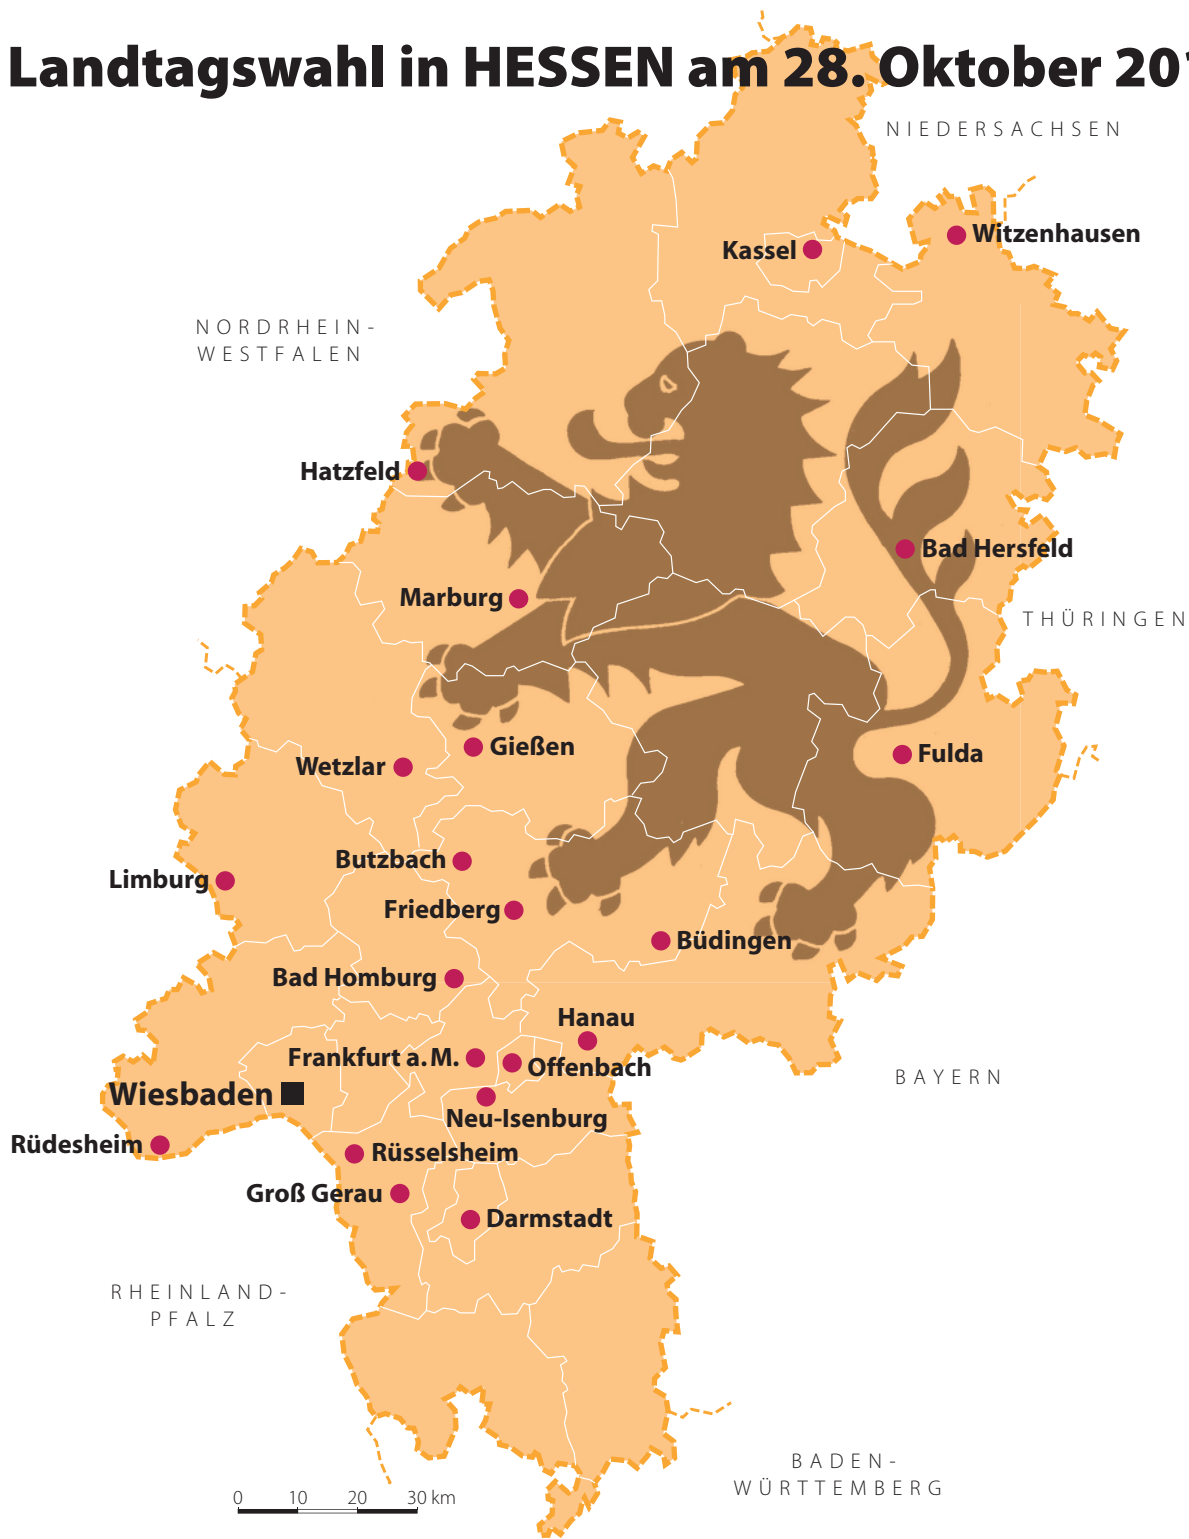 Landtagswahl in HESSEN am 28. Oktober 201
NIEDERSACHSEN
Witzenhausen
Kassel
NORDRHEIN-
WESTFALEN
Hatzfeld
Bad Hersfeld
Marburg
THÜRINGEN
Gießen
Fulda
Wetzlar
Butzbach
Limburg
Friedberg
Büdingen
Bad Homburg
Hanau
Frankfurt a. M.
Offenbach
BAYERN
Wiesbaden
Neu-Isenburg
Rüdesheim
Rüsselsheim
Groß Gerau
Darmstadt
RHEINLAND-
PFALZ
BADEN-
WÜRTTEMBERG
0 10 20 30 km